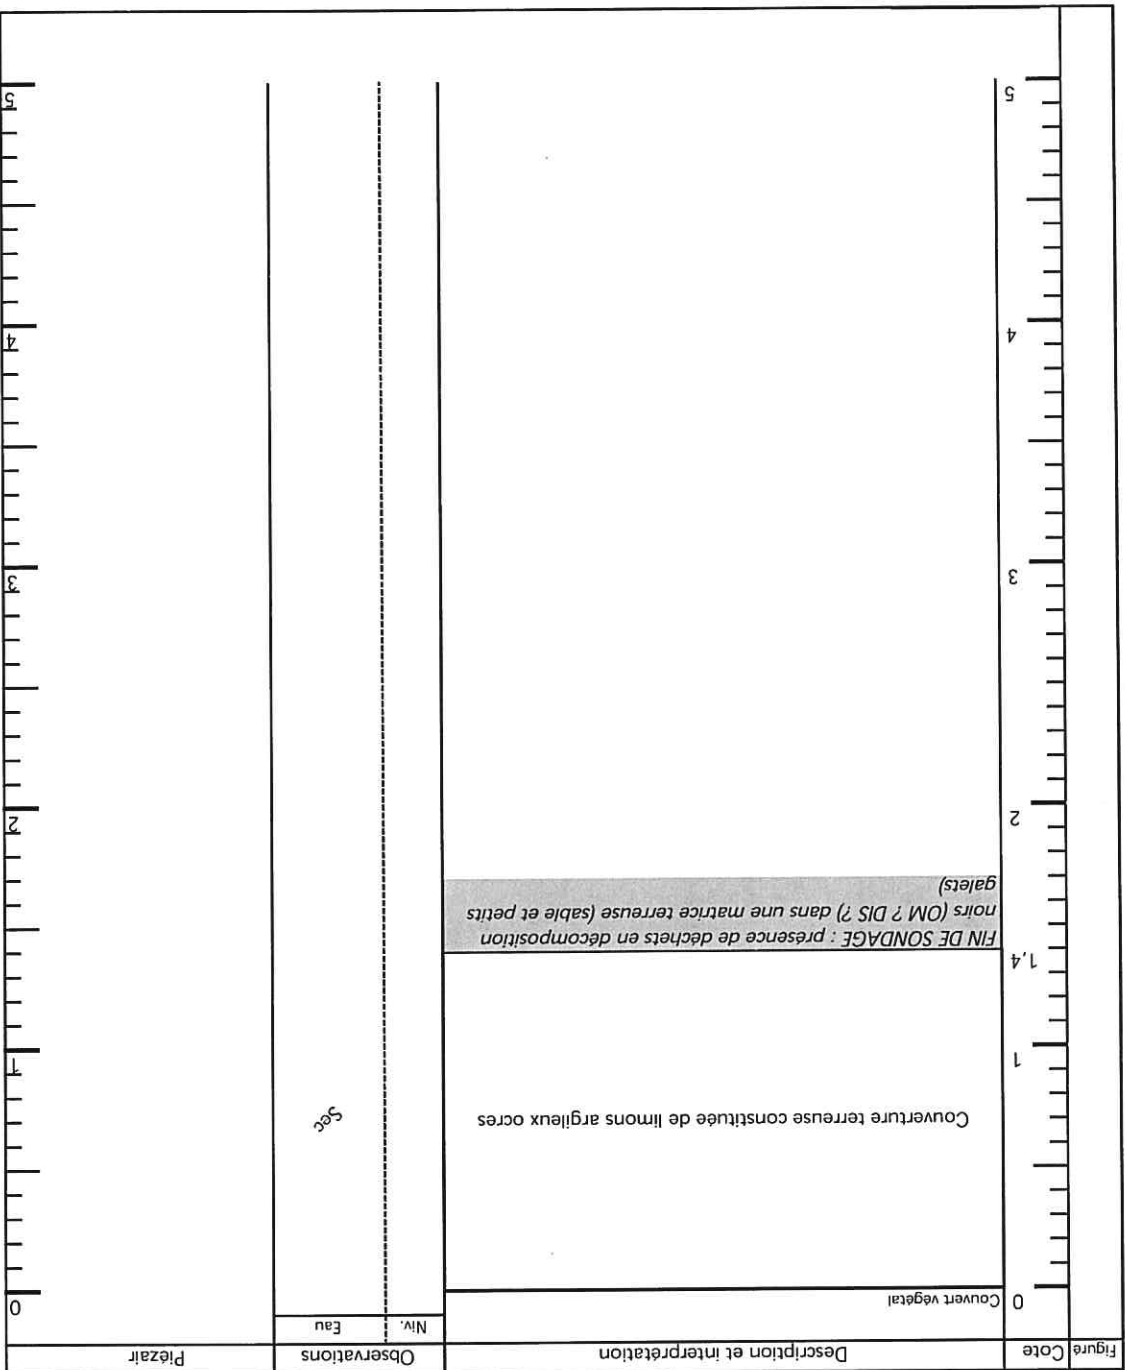 Figuré Cote Description et interprétation Observations Piézair
Niv. Eau
Couvert végétal
0 0
Couverture terreuse constituée de limons argileux ocres
Sec
1 1
1,4
FIN DE SONDAGE : présence de déchets en décomposition
noirs (OM ? DIS ?) dans une matrice terreuse (sable et petits
galets)
2 2
3 3
4 4
5 5